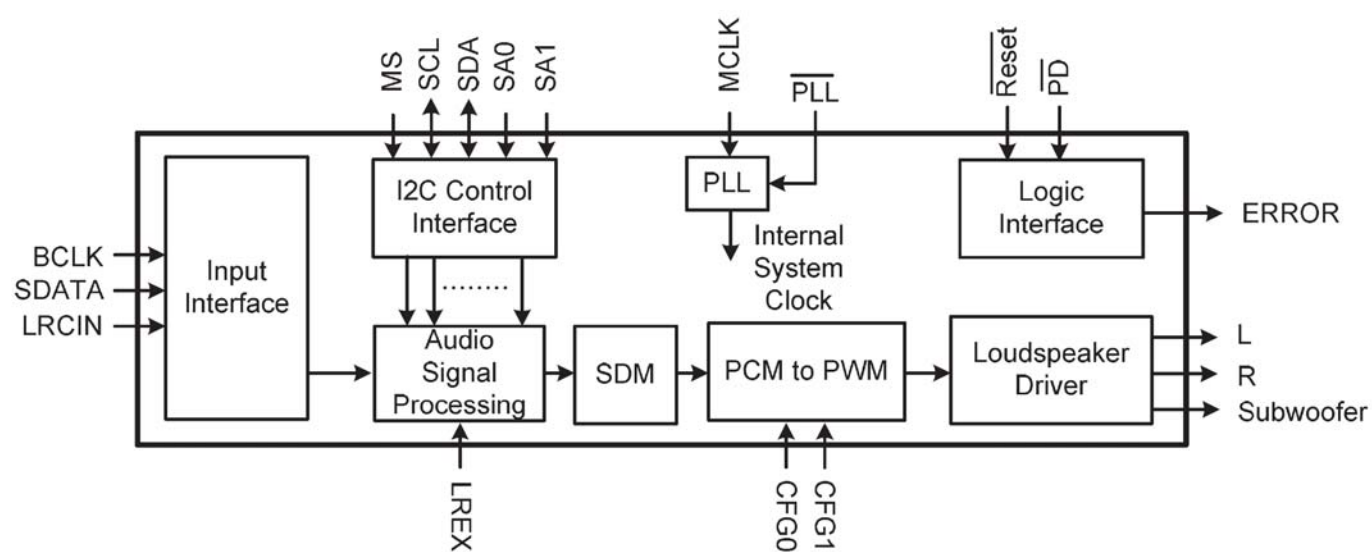 MS
SCL
SDA
SA0
SA1
MCLK
PLL
Reset
PD
I2C Control
Interface
PLL
Logic
Interface
ERROR
Internal
System
Clock
BCLK
SDATA
LRCIN
Input
Interface
........
Audio
Signal
Processing
SDM
PCM to PWM
Loudspeaker
Driver
L
R
Subwoofer
LREX
CFG0
CFG1